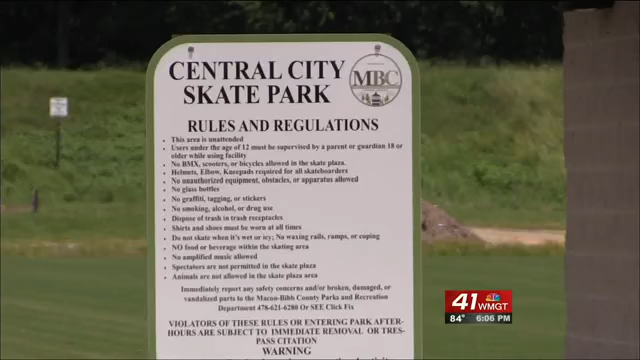 CENTRAL CITY
SKATE PARK
MBC
RULES AND REGULATIONS
• This area is unattended
• Users under the age of 12 must be supervised by a parent or guardian 18 or
older while using facility
• No BMX, scooters, or bicycles allowed in the skate plaza.
• Helmets, Elbow, Kneepads required for all skateboarders
• No unauthorized equipment, obstacles, or apparatus allowed
• No glass bottles
• No graffiti, tagging, or stickers
• No smoking, alcohol, or drug use
• Dispose of trash in trash receptacles
• Shirts and shoes must be worn at all times
• Do not skate when it's wet or icy; No waxing rails, ramps, or coping
• NO food or beverage within the skating area
• No amplified music allowed
• Spectators are not permitted in the skate plaza
• Animals are not allowed in the skate plaza area
Immediately report any safety concerns and/or broken, damaged, or
vandalized parts to the Macon-Bibb County Parks and Recreation
Department 478-621-6280 Or SEE Click Fix
VIOLATORS OF THESE RULES OR ENTERING PARK AFTER-
HOURS ARE SUBJECT TO IMMEDIATE REMOVAL OR TRES-
PASS CITATION
WARNING
41 WMGT
84° 6:06 PM